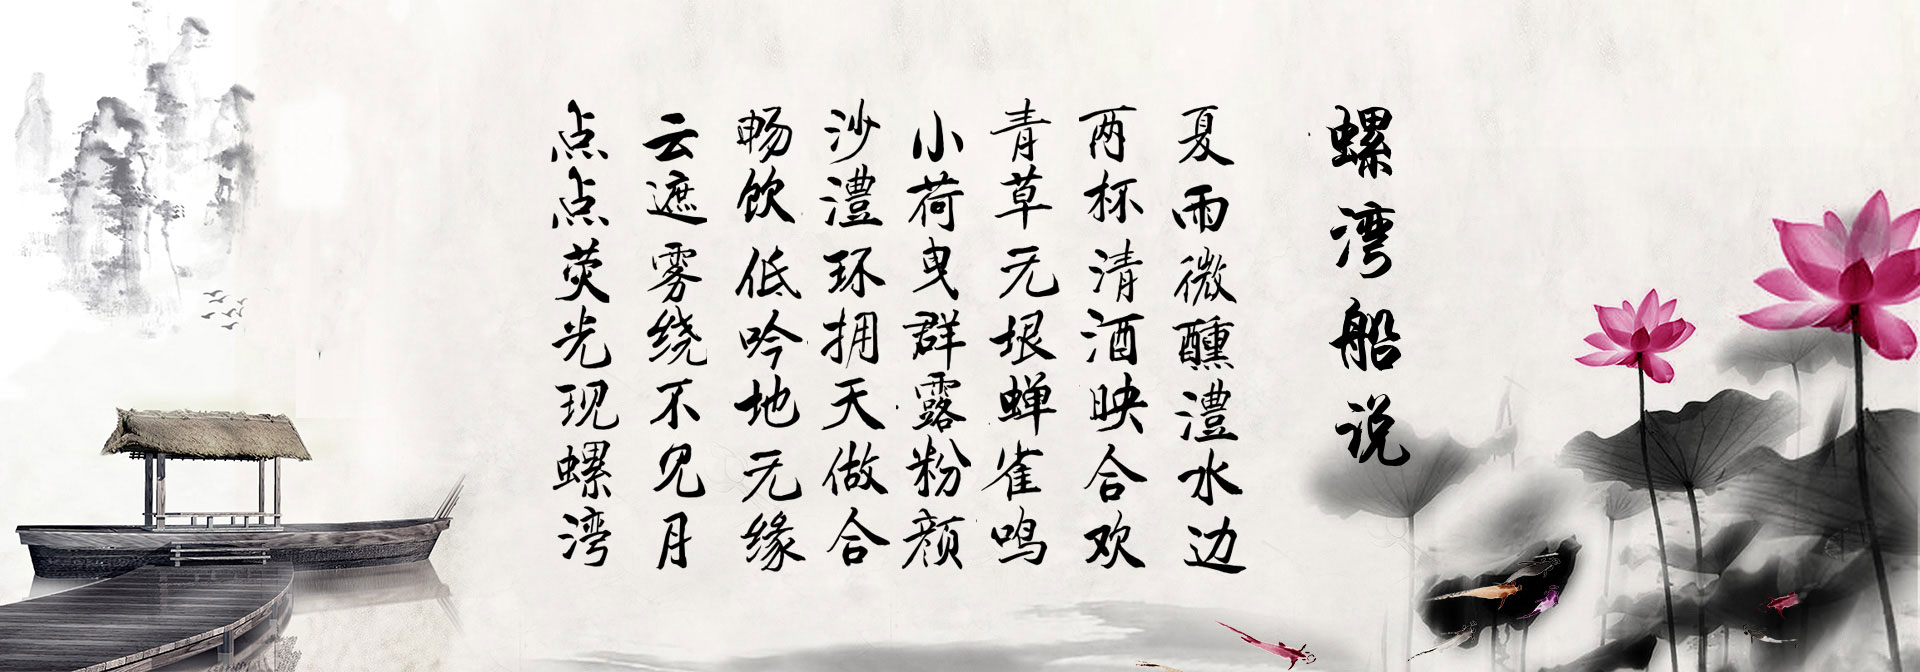 螺湾船说
夏雨微醺澧水边
两杯清酒映合欢
青草无垠蝉雀鸣
小荷曳群露粉颜
沙澧环拥天做合
畅饮低吟地无缘
云遮雾绕不见月
点点荧光现螺湾